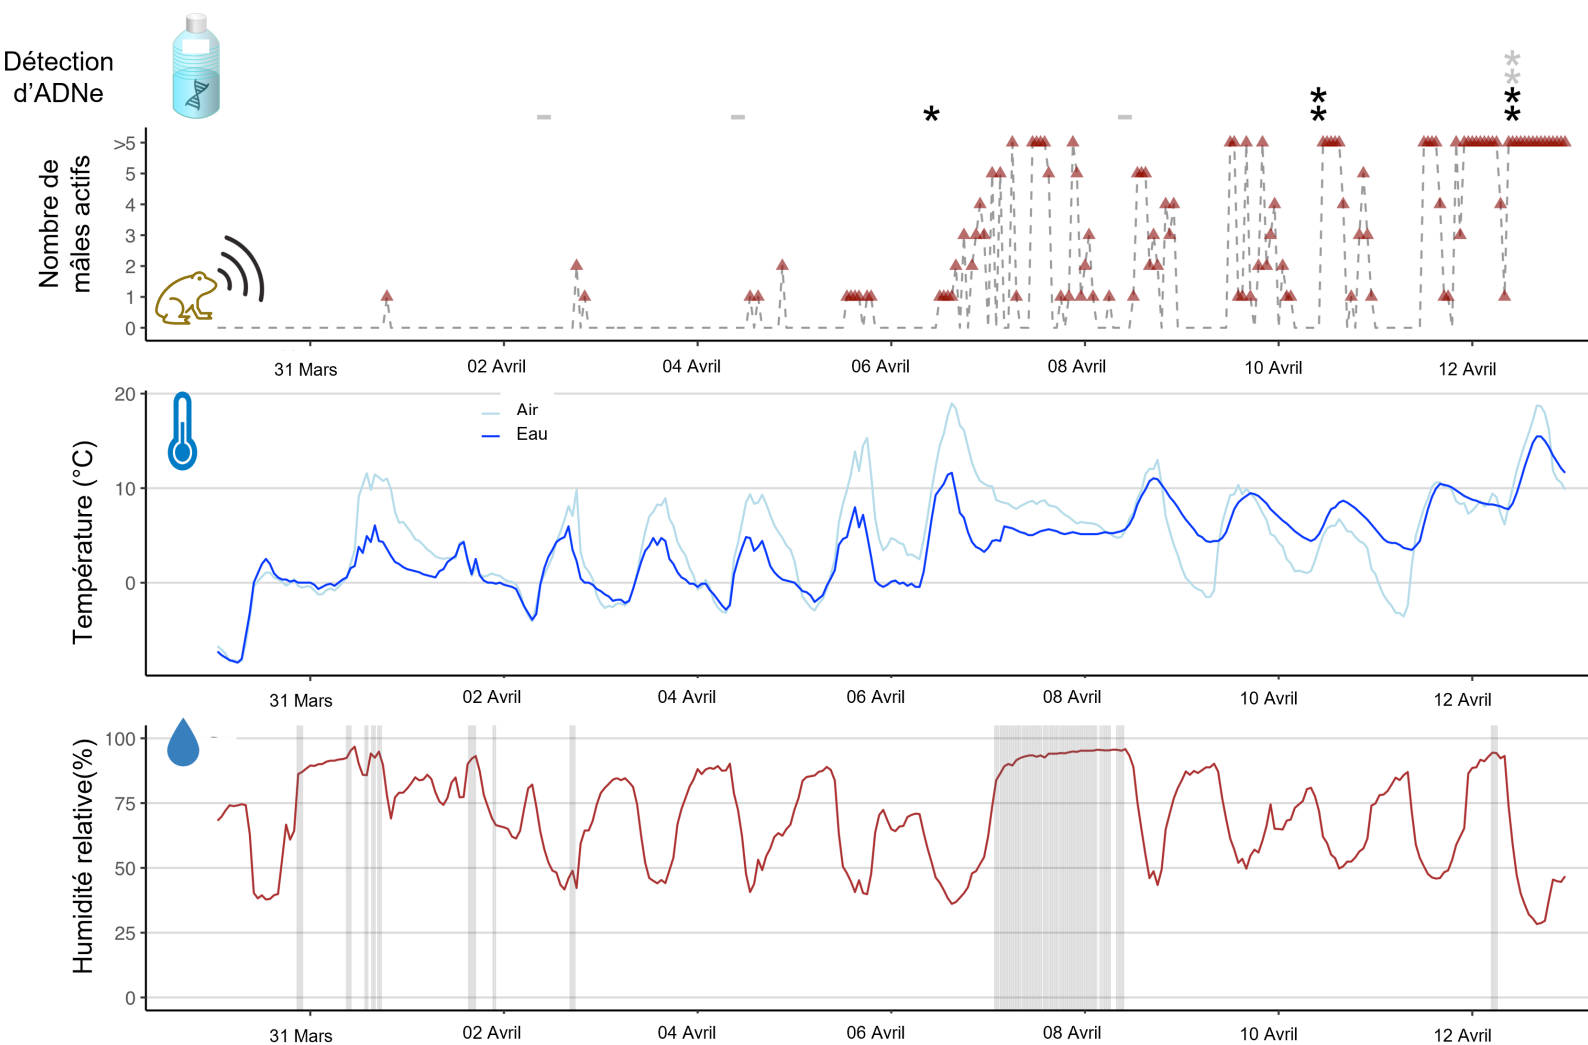 Détection
d'ADNe
Nombre de
mâles actifs
>5
5
4
3
2
1
0
31 Mars
02 Avril
04 Avril
06 Avril
08 Avril
10 Avril
12 Avril
Température (°C)
20
10
0
Air
Eau
31 Mars
02 Avril
04 Avril
06 Avril
08 Avril
10 Avril
12 Avril
Humidité relative(%)
100
75
50
25
0
31 Mars
02 Avril
04 Avril
06 Avril
08 Avril
10 Avril
12 Avril